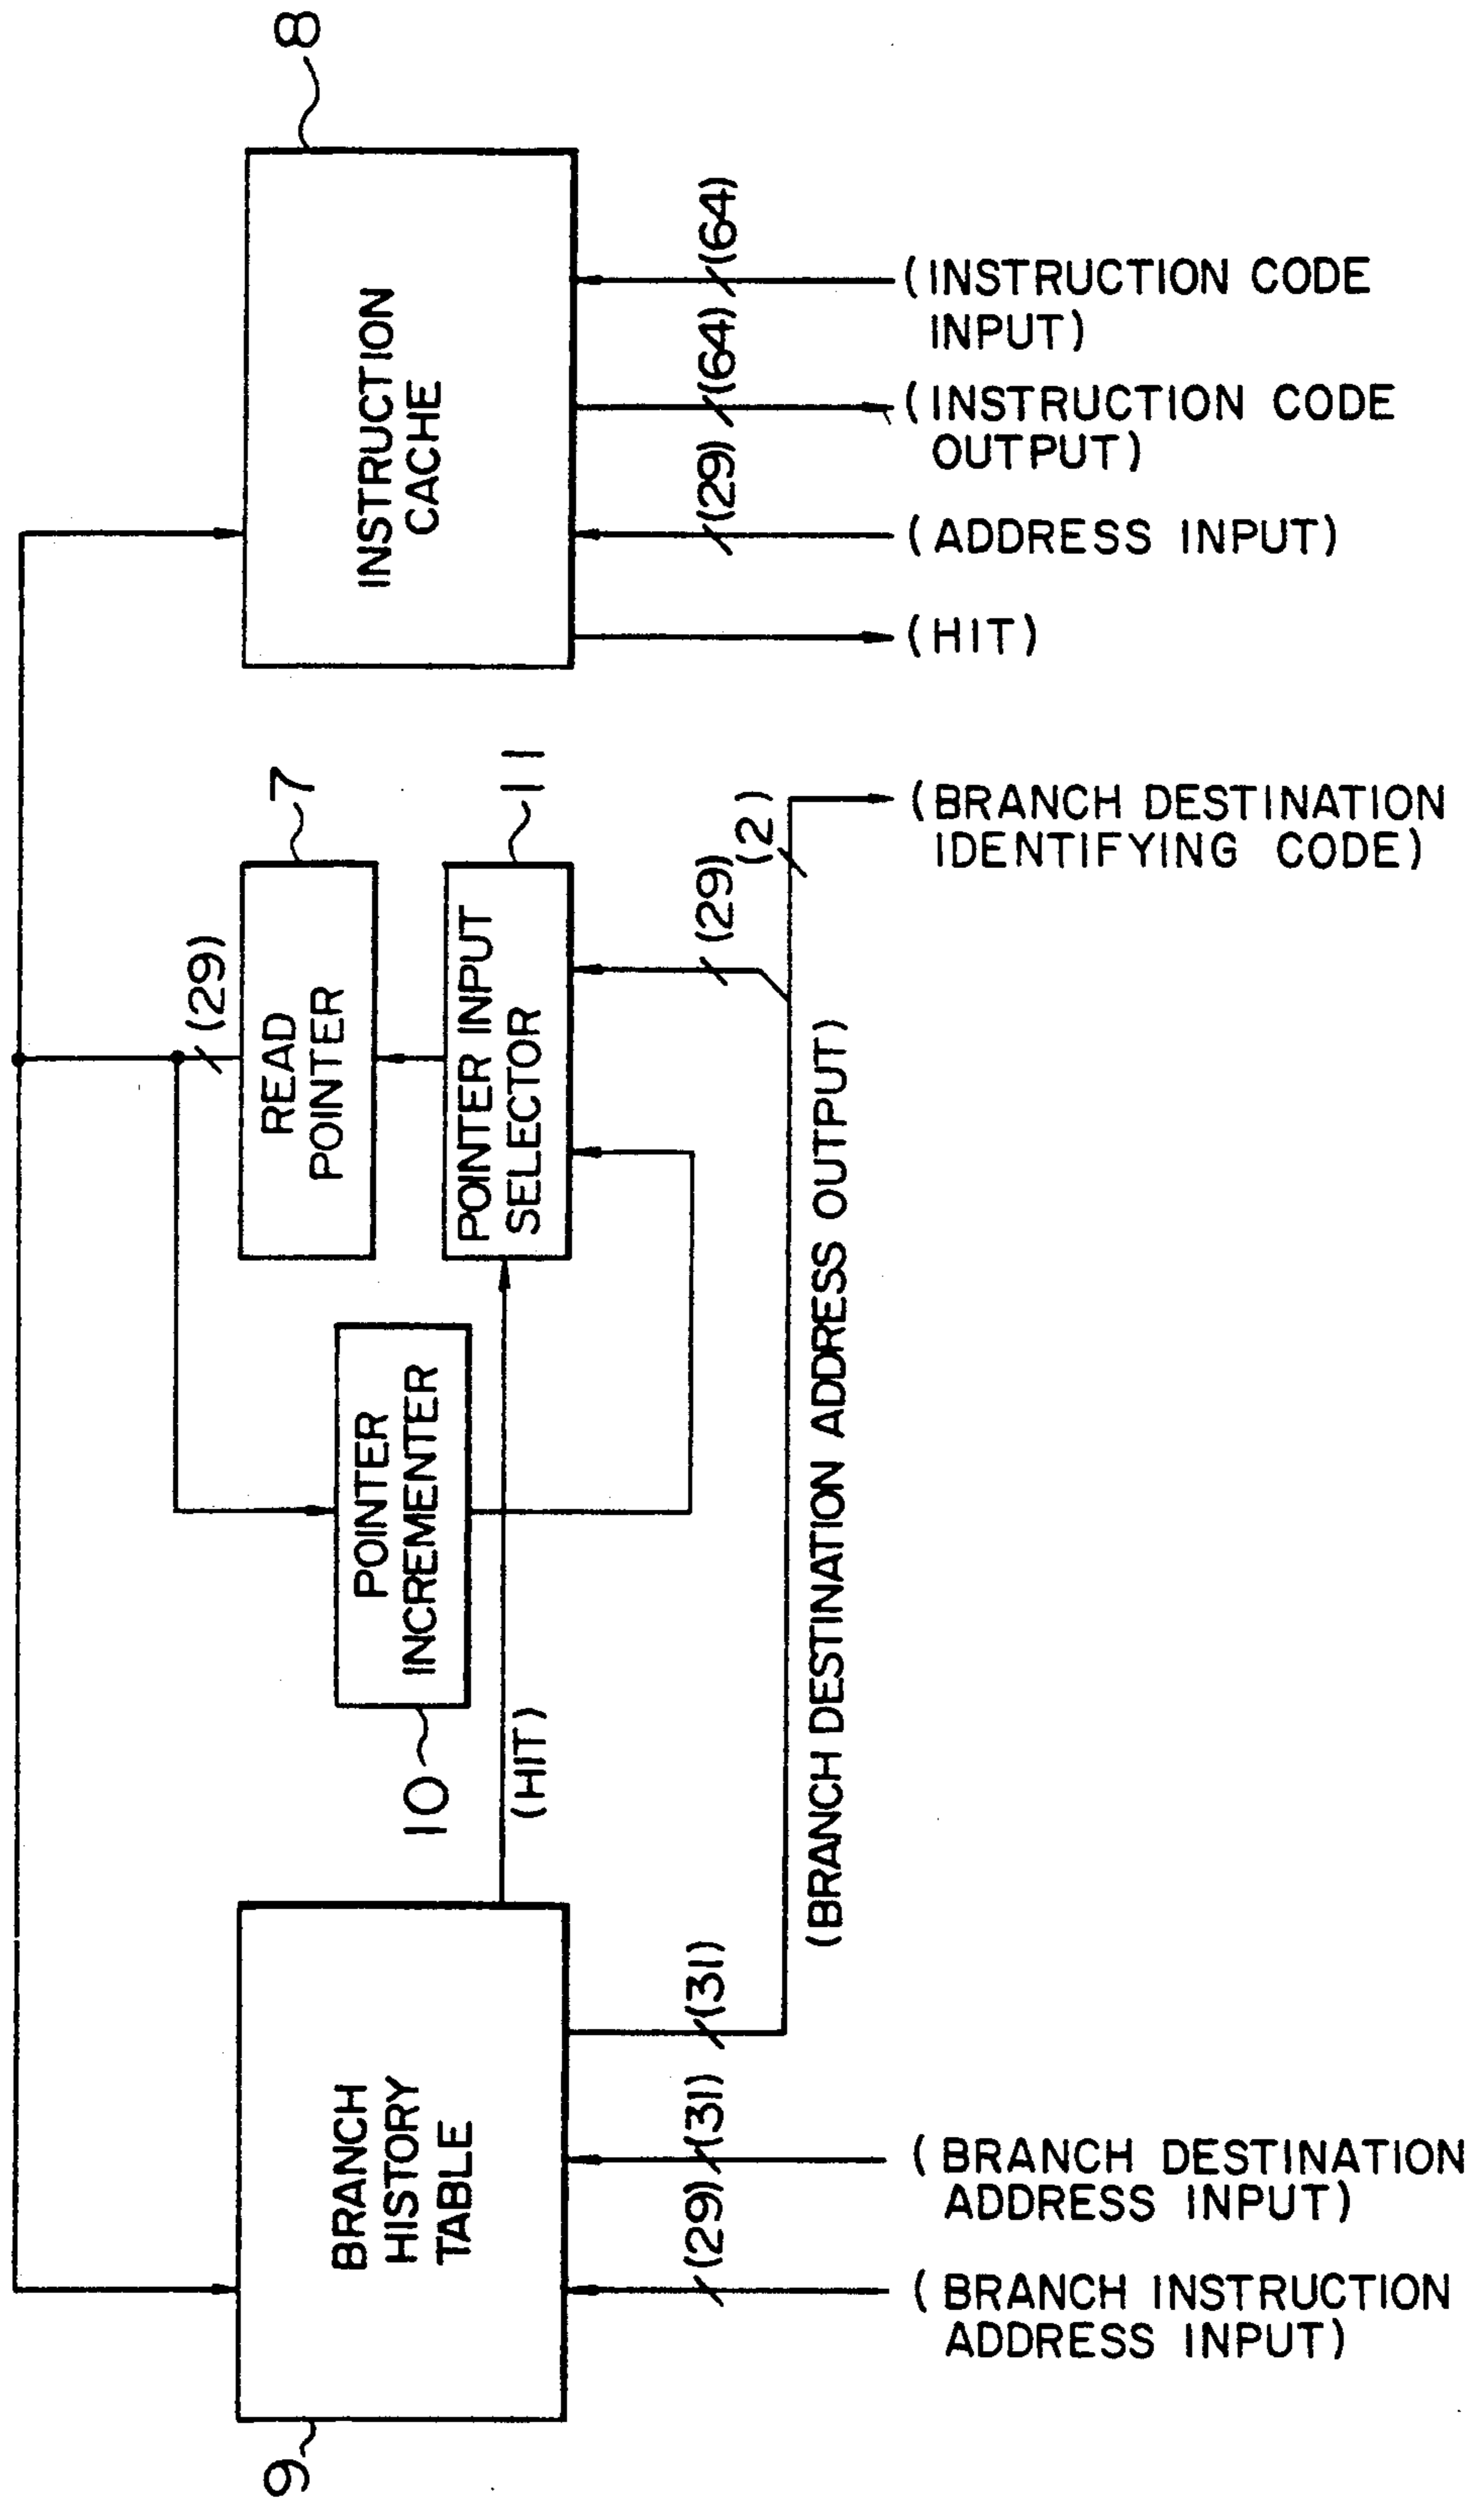 8
INSTRUCTION
CACHE
(64)
(INSTRUCTION CODE
INPUT)
(64)
(INSTRUCTION CODE
OUTPUT)
(29)
(ADDRESS INPUT)
(HIT)
7
11
(29)
READ
POINTER
POINTER INPUT
SELECTOR
(29)
(2)
(BRANCH DESTINATION
IDENTIFYING CODE)
POINTER
INCREMENTER
10
(HIT)
(BRANCH DESTINATION ADDRESS OUTPUT)
BRANCH
HISTORY
TABLE
(31)
(31)
(BRANCH DESTINATION
ADDRESS INPUT)
(29)
(BRANCH INSTRUCTION
ADDRESS INPUT)
9